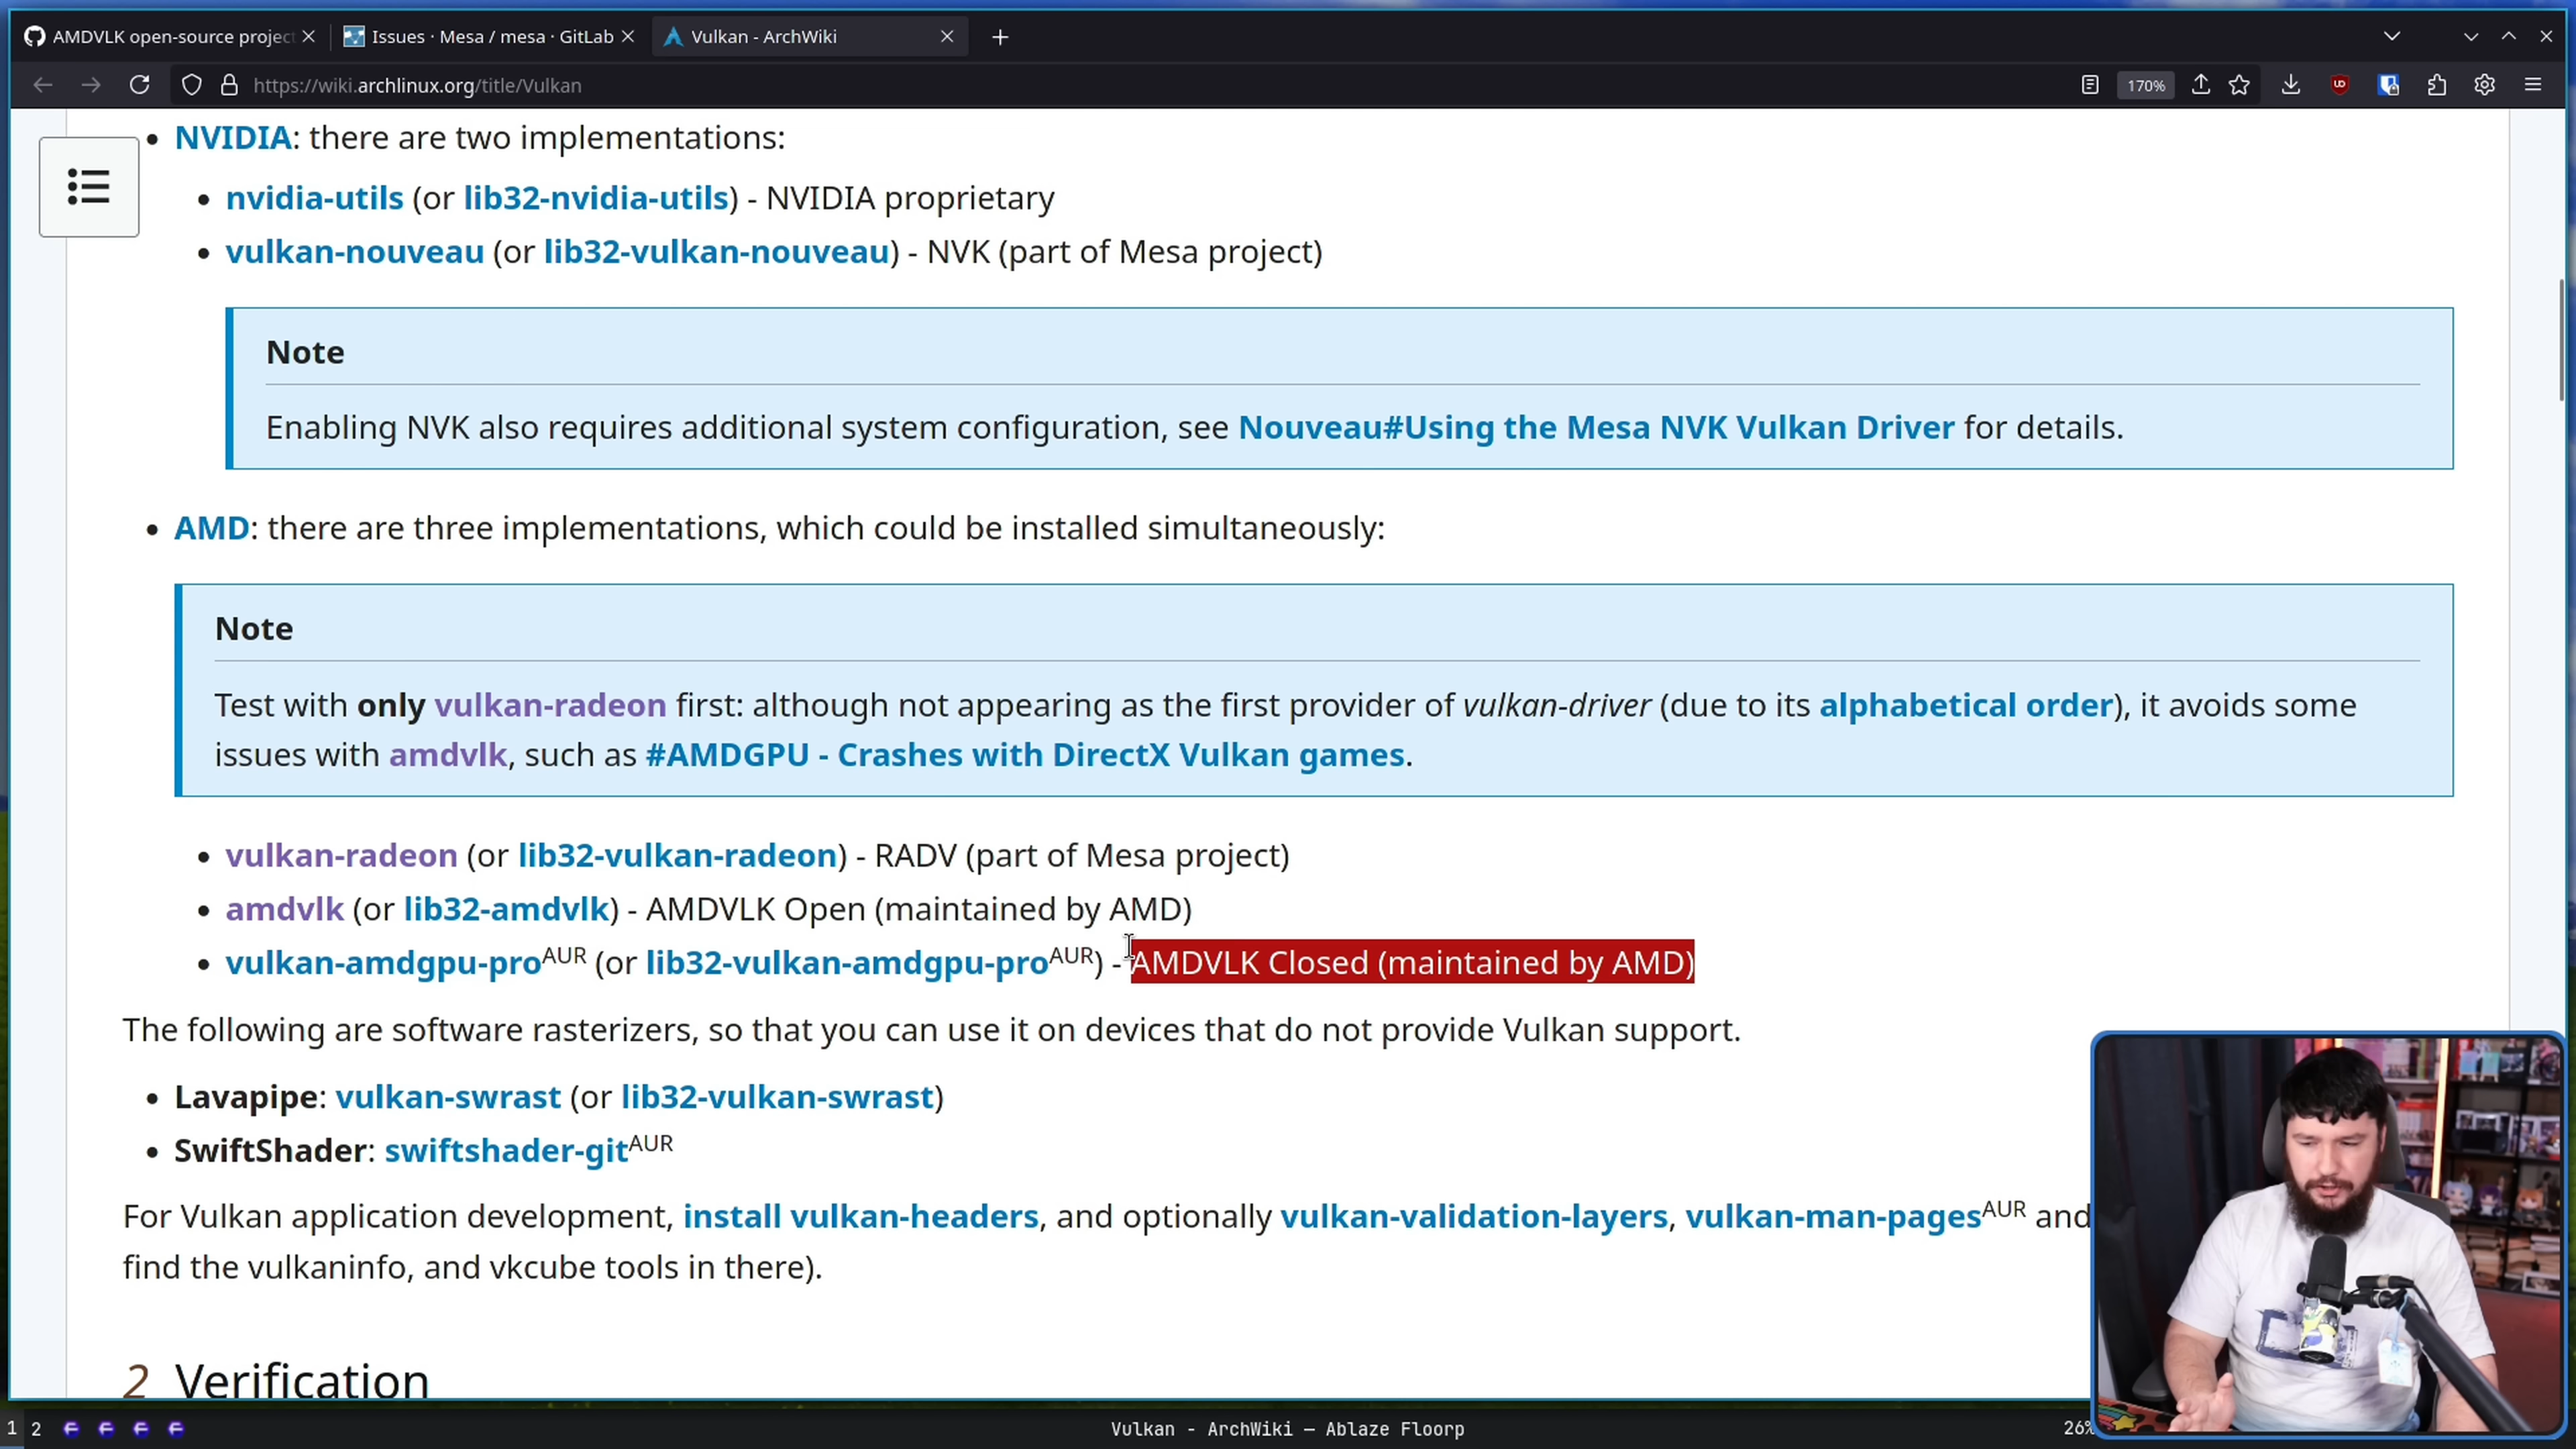 AMDVLK open-source project
Issues · Mesa / mesa · GitLab
Vulkan - ArchWiki
https://wiki.archlinux.org/title/Vulkan
170%
NVIDIA: there are two implementations:
nvidia-utils (or lib32-nvidia-utils) - NVIDIA proprietary
vulkan-nouveau (or lib32-vulkan-nouveau) - NVK (part of Mesa project)
Note
Enabling NVK also requires additional system configuration, see Nouveau#Using the Mesa NVK Vulkan Driver for details.
AMD: there are three implementations, which could be installed simultaneously:
Note
Test with only vulkan-radeon first: although not appearing as the first provider of vulkan-driver (due to its alphabetical order), it avoids some
issues with amdvlk, such as #AMDGPU - Crashes with DirectX Vulkan games.
vulkan-radeon (or lib32-vulkan-radeon) - RADV (part of Mesa project)
amdvlk (or lib32-amdvlk) - AMDVLK Open (maintained by AMD)
vulkan-amdgpu-proAUR (or lib32-vulkan-amdgpu-proAUR) - AMDVLK Closed (maintained by AMD)
The following are software rasterizers, so that you can use it on devices that do not provide Vulkan support.
Lavapipe: vulkan-swrast (or lib32-vulkan-swrast)
SwiftShader: swiftshader-gitAUR
For Vulkan application development, install vulkan-headers, and optionally vulkan-validation-layers, vulkan-man-pagesAUR and
find the vulkaninfo, and vkcube tools in there).
2 Verification
1 2
Vulkan - ArchWiki — Ablaze Floorp
26%